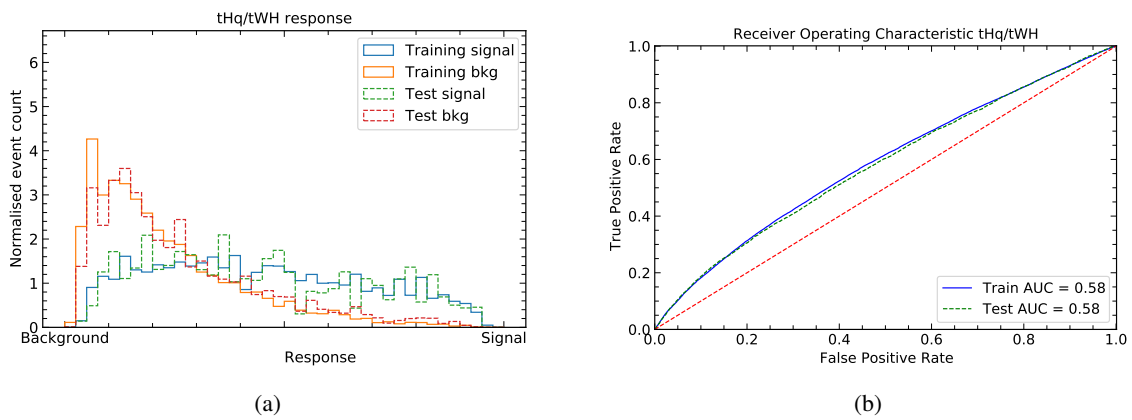 tHq/tWH response
Normalised event count
6
5
4
3
2
1
0
Training signal
Training bkg
Test signal
Test bkg
Background
Signal
Response
(a)
Receiver Operating Characteristic tHq/tWH
True Positive Rate
1.0
0.8
0.6
0.4
0.2
0.0
Train AUC = 0.58
Test AUC = 0.58
0.0 0.2 0.4 0.6 0.8 1.0
False Positive Rate
(b)